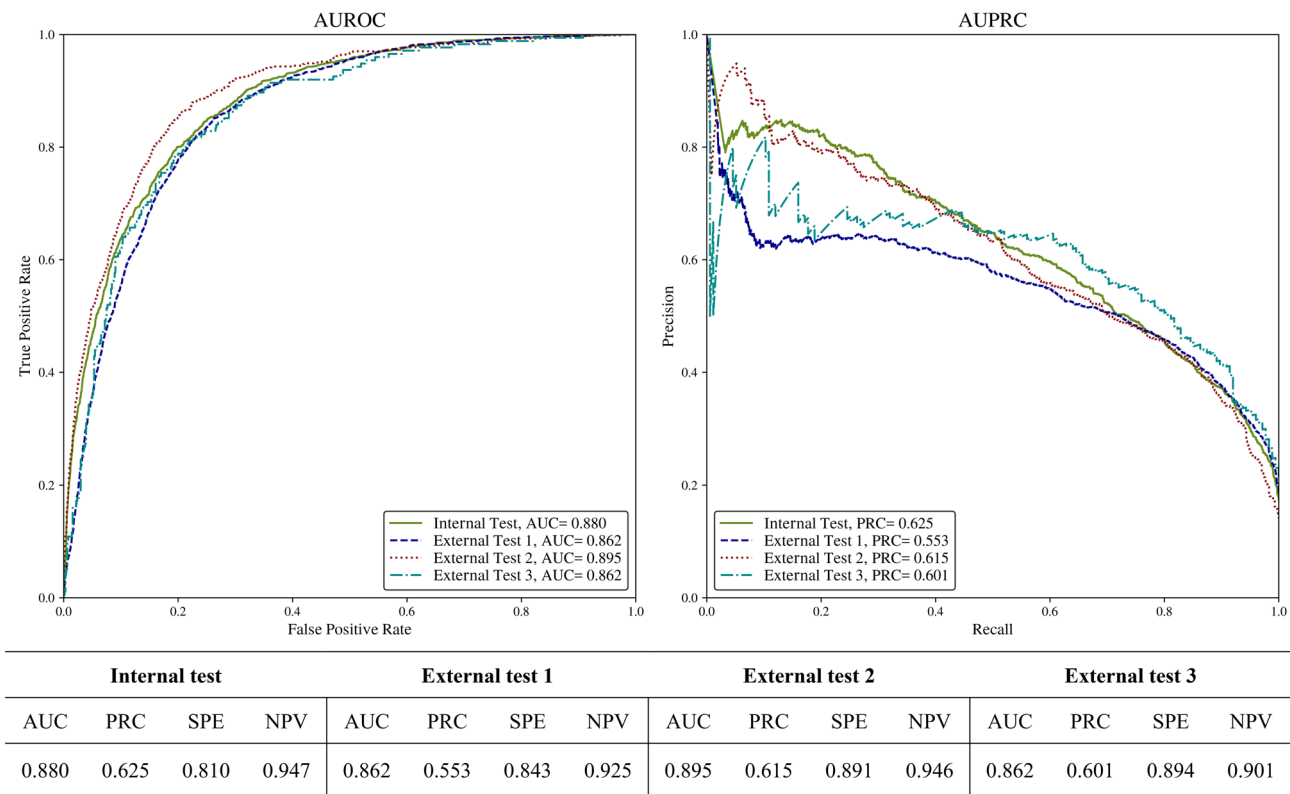 AUROC
1.0
0.8
0.6
0.4
0.2
0.0
True Positive Rate
Internal Test, AUC= 0.880
External Test 1, AUC= 0.862
External Test 2, AUC= 0.895
External Test 3, AUC= 0.862
0.0 0.2 0.4 0.6 0.8 1.0
False Positive Rate
AUPRC
1.0
0.8
0.6
0.4
0.2
0.0
Precision
Internal Test, PRC= 0.625
External Test 1, PRC= 0.553
External Test 2, PRC= 0.615
External Test 3, PRC= 0.601
0.0 0.2 0.4 0.6 0.8 1.0
Recall
Internal test External test 1 External test 2 External test 3
AUC PRC SPE NPV AUC PRC SPE NPV AUC PRC SPE NPV AUC PRC SPE NPV
0.880 0.625 0.810 0.947 0.862 0.553 0.843 0.925 0.895 0.615 0.891 0.946 0.862 0.601 0.894 0.901